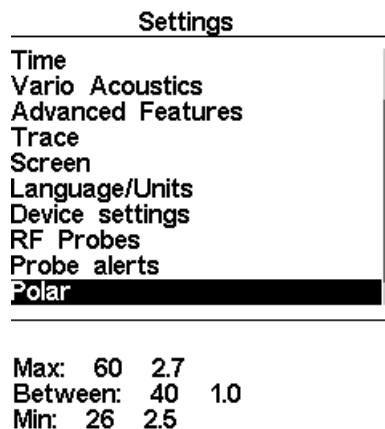 Settings
Time
Vario Acoustics
Advanced Features
Trace
Screen
Language/Units
Device settings
RF Probes
Probe alerts
Polar
Max: 60 2.7
Between: 40 1.0
Min: 26 2.5